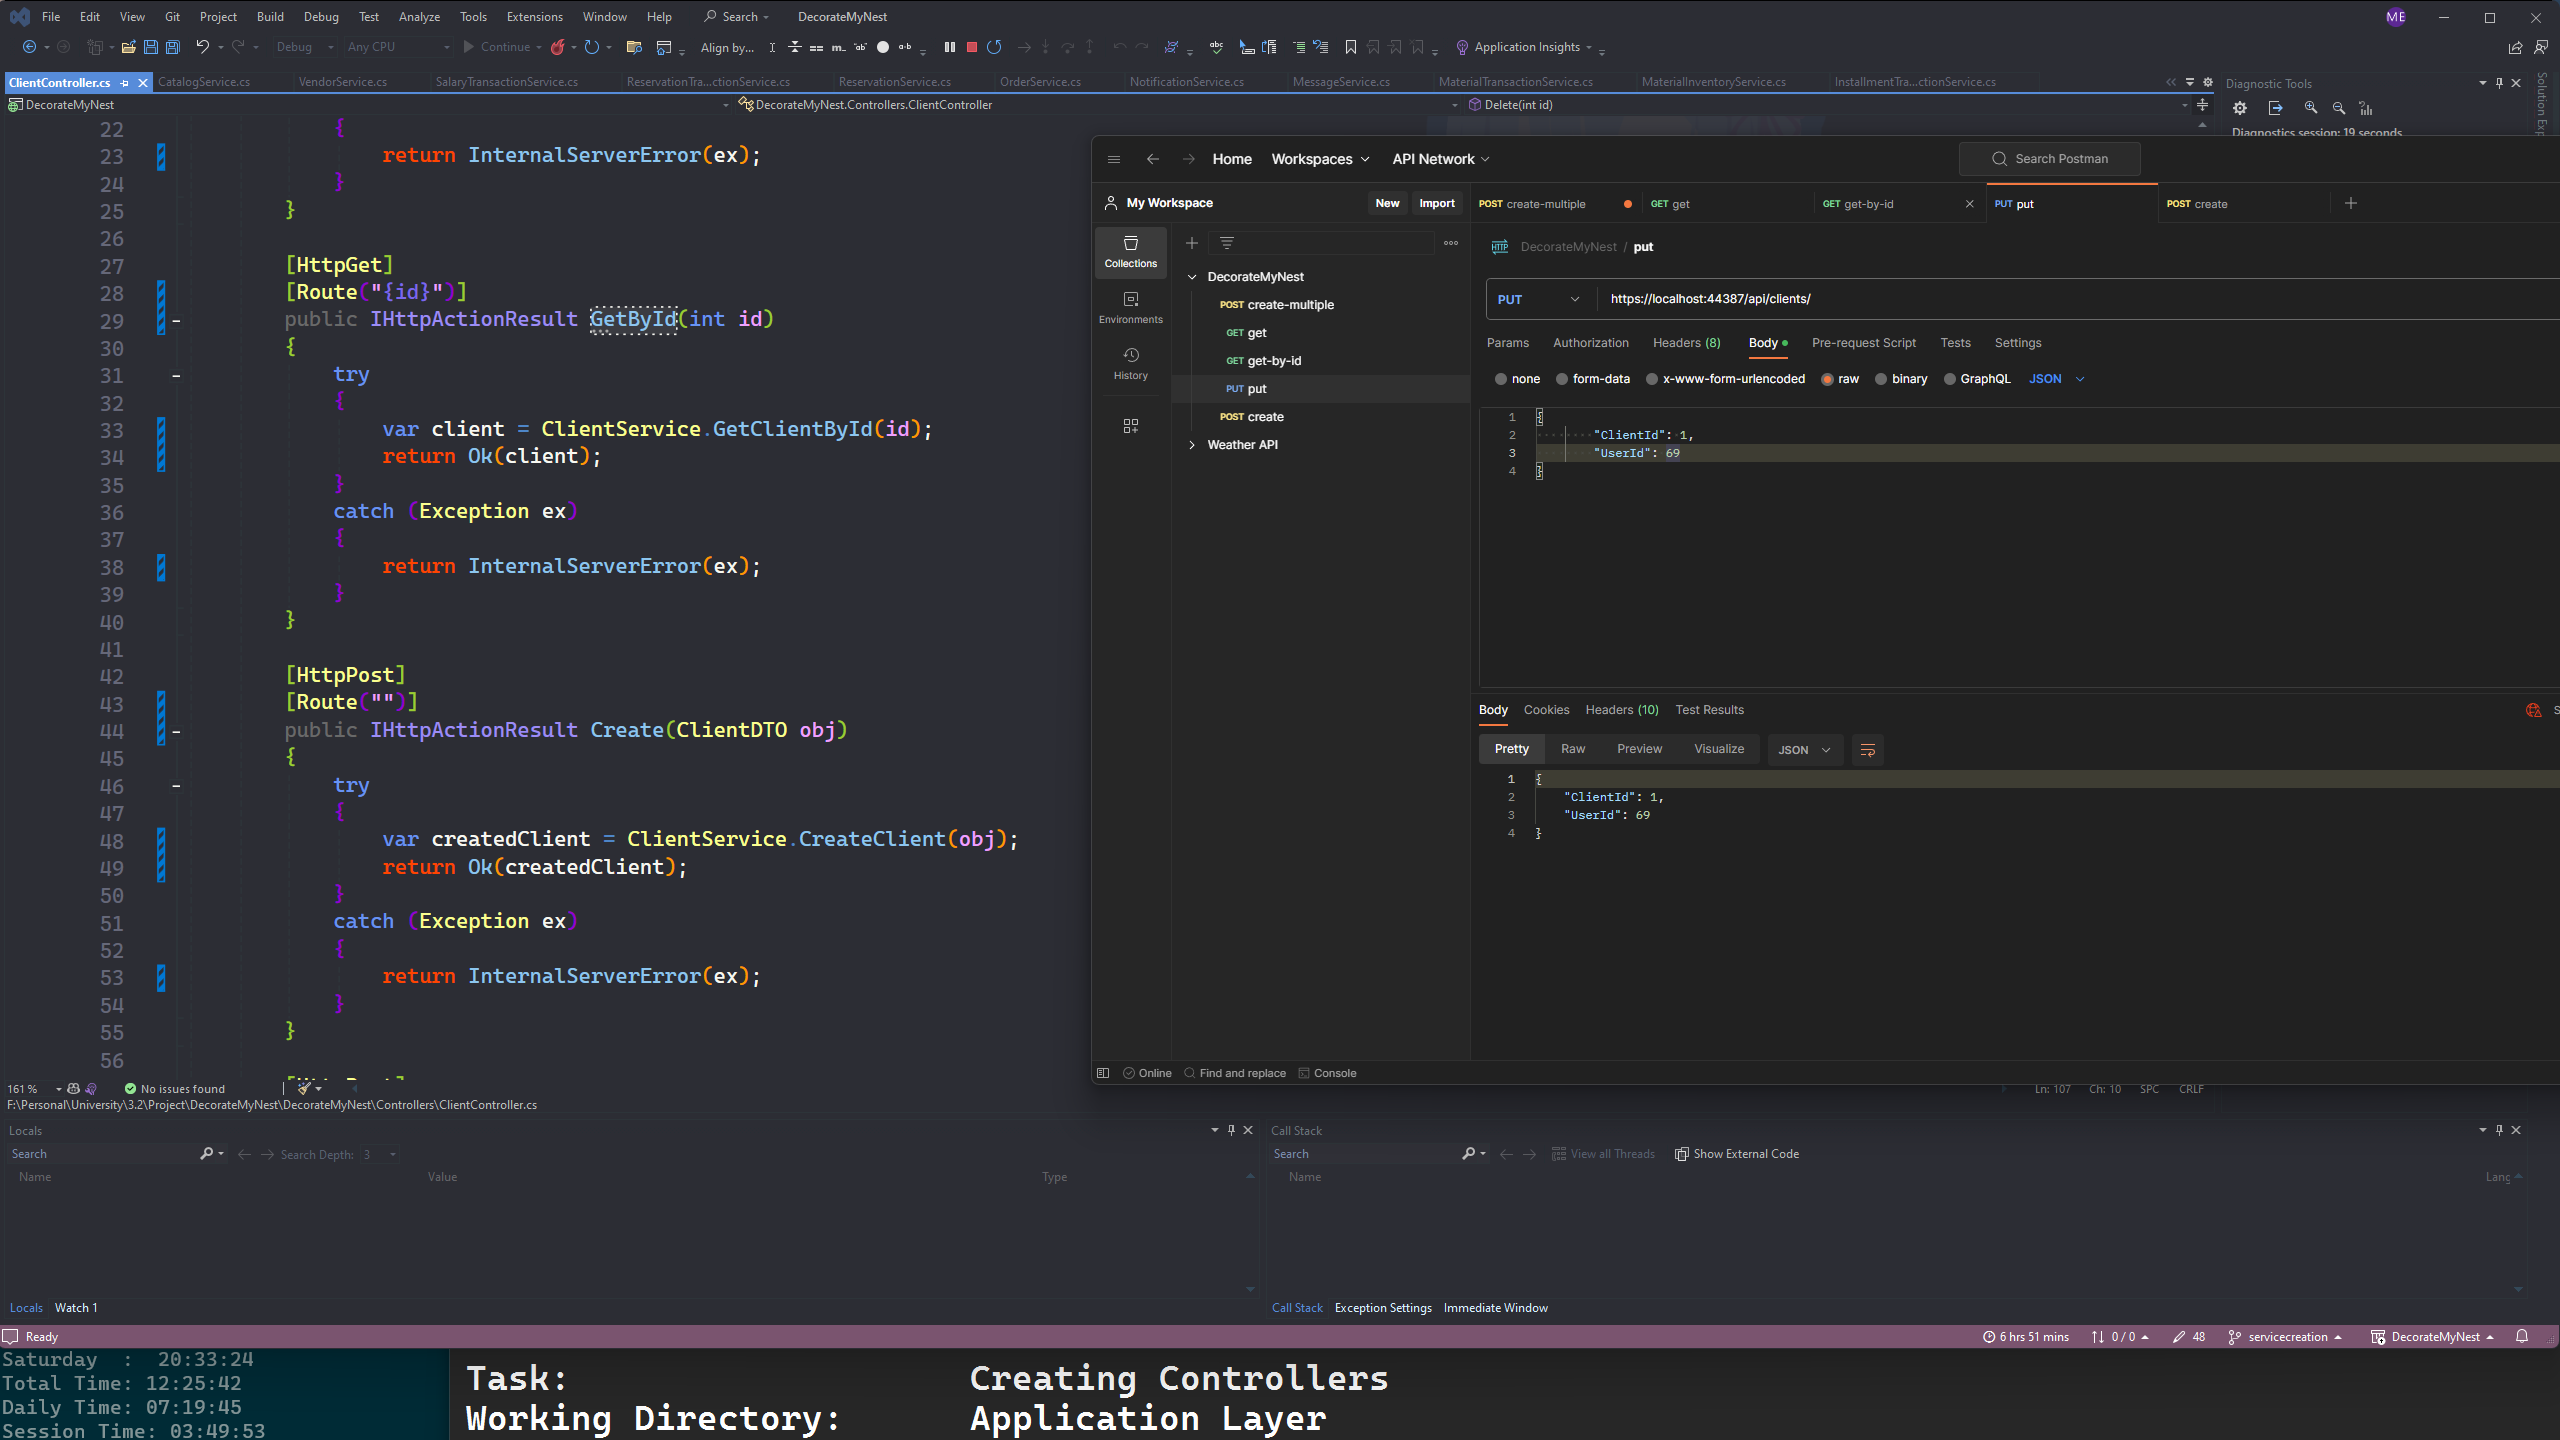 File Edit View Git Project Build Debug Test Analyze Tools Extensions Window Help Search DecorateMyNest ME
Debug Any CPU Continue Align by... Application Insights
ClientController.cs CatalogService.cs VendorService.cs SalaryTransactionService.cs ReservationTra...ctionService.cs ReservationService.cs OrderService.cs NotificationService.cs MessageService.cs MaterialTransactionService.cs MaterialInventoryService.cs InstallmentTra...ctionService.cs Diagnostic Tools
DecorateMyNest DecorateMyNest.Controllers.ClientController Delete(int id)
Diagnostics session: 19 seconds
Solution Exp
22 {
23 return InternalServerError(ex);
24 }
25 }
26
27 [HttpGet]
28 [Route("{id}")]
29 public IHttpActionResult GetById(int id)
30 {
31 try
32 {
33 var client = ClientService.GetClientById(id);
34 return Ok(client);
35 }
36 catch (Exception ex)
37 {
38 return InternalServerError(ex);
39 }
40 }
41
42 [HttpPost]
43 [Route("")]
44 public IHttpActionResult Create(ClientDTO obj)
45 {
46 try
47 {
48 var createdClient = ClientService.CreateClient(obj);
49 return Ok(createdClient);
50 }
51 catch (Exception ex)
52 {
53 return InternalServerError(ex);
54 }
55 }
56
161 % No issues found
Ln: 107 Ch: 10 SPC CRLF
F:\Personal\University\3.2\Project\DecorateMyNest\DecorateMyNest\Controllers\ClientController.cs
Home Workspaces API Network Search Postman
My Workspace New Import
POST create-multiple GET get GET get-by-id PUT put POST create
Collections
Environments
History
DecorateMyNest
POST create-multiple
GET get
GET get-by-id
PUT put
POST create
Weather API
HTTP DecorateMyNest / put
PUT https://localhost:44387/api/clients/
Params Authorization Headers (8) Body Pre-request Script Tests Settings
none form-data x-www-form-urlencoded raw binary GraphQL JSON
1 {
2 "ClientId": 1,
3 "UserId": 69
4 }
Body Cookies Headers (10) Test Results
Pretty Raw Preview Visualize JSON
1 {
2 "ClientId": 1,
3 "UserId": 69
4 }
Online Find and replace Console
Locals
Search Search Depth: 3
Name Value Type
Locals Watch 1
Call Stack
Search View all Threads Show External Code
Name Lang
Call Stack Exception Settings Immediate Window
Ready 6 hrs 51 mins 0 / 0 48 servicecreation DecorateMyNest
Saturday : 20:33:24
Total Time: 12:25:42
Daily Time: 07:19:45
Session Time: 03:49:53
Task: Creating Controllers
Working Directory: Application Layer